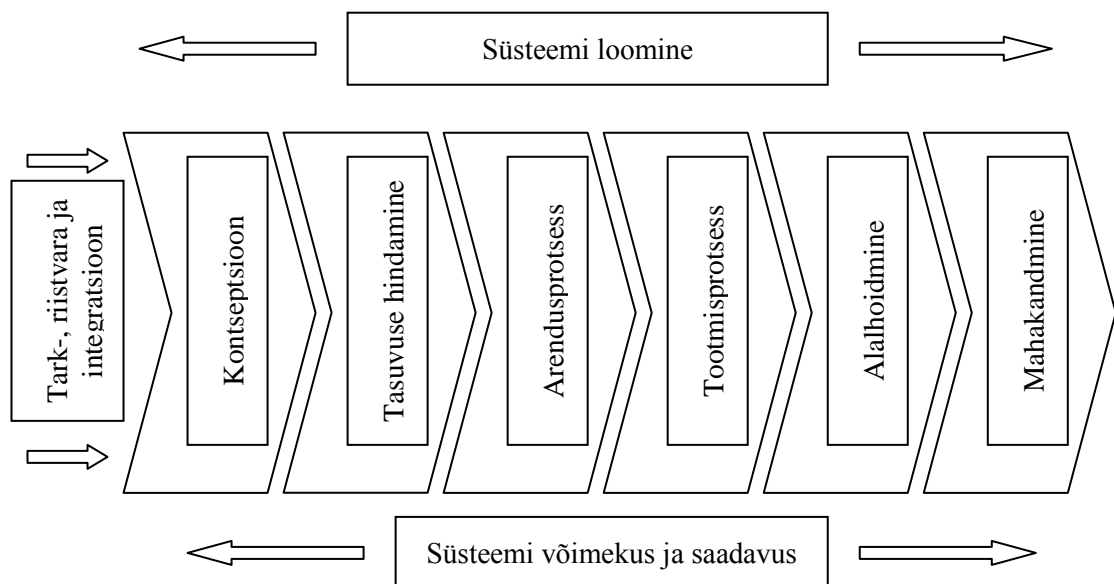 Süsteemi loomine
Tark-, riistvara ja
integratsioon
Kontseptsioon
Tasuvuse hindamine
Arendusprotsess
Tootmisprotsess
Alalhoidmine
Mahakandmine
Süsteemi võimekus ja saadavus